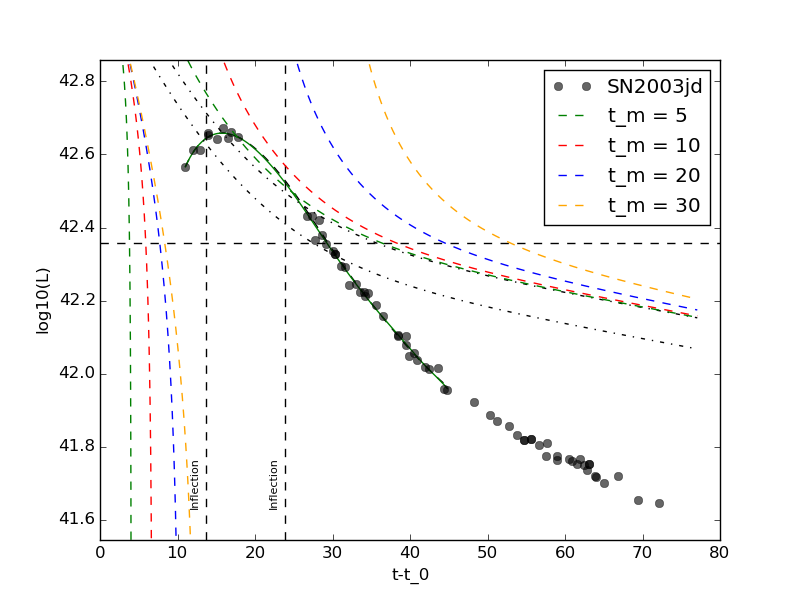 SN2003jd
t_m = 5
t_m = 10
t_m = 20
t_m = 30
log10(L)
42.8
42.6
42.4
42.2
42.0
41.8
41.6
Inflection
Inflection
0 10 20 30 40 50 60 70 80
t-t_0